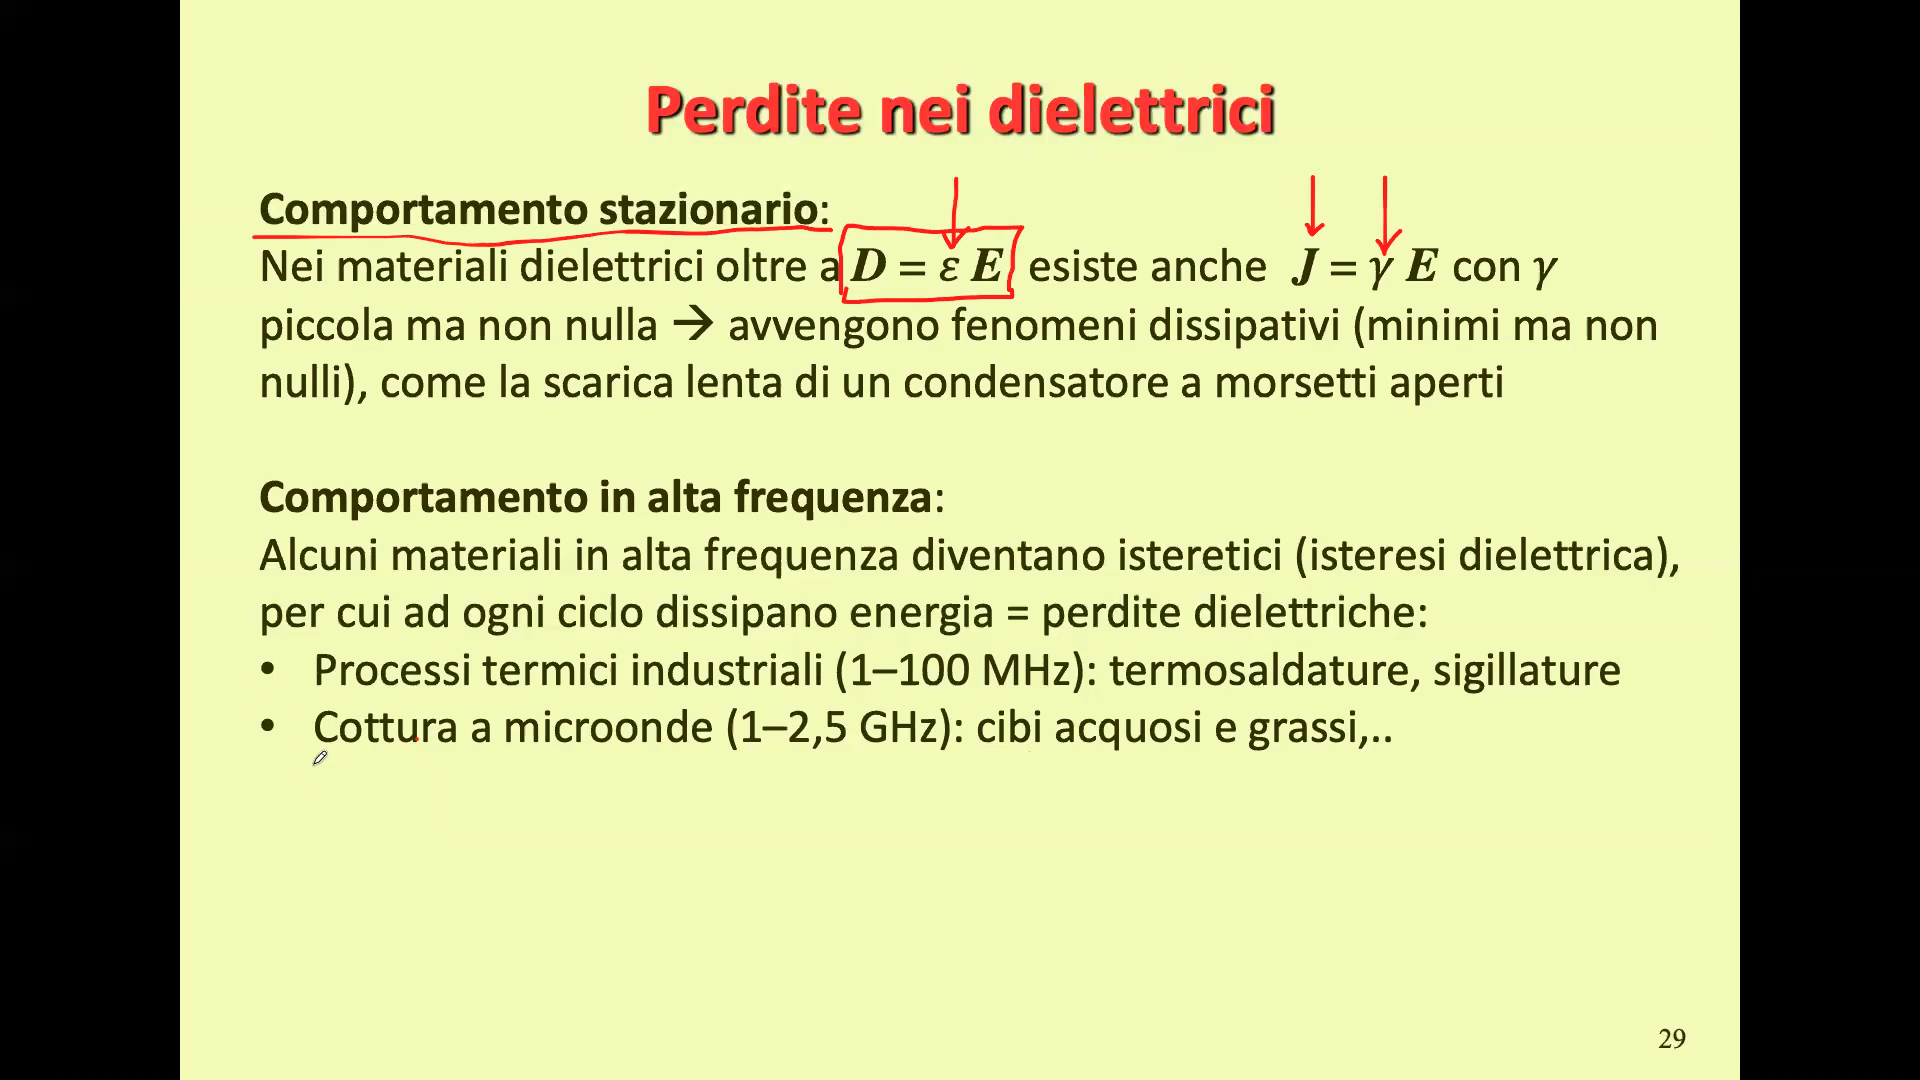 Perdite nei dielettrici
Comportamento stazionario:
Nei materiali dielettrici oltre a D = ε E esiste anche J = γ E con γ
piccola ma non nulla → avvengono fenomeni dissipativi (minimi ma non
nulli), come la scarica lenta di un condensatore a morsetti aperti
Comportamento in alta frequenza:
Alcuni materiali in alta frequenza diventano isteretici (isteresi dielettrica),
per cui ad ogni ciclo dissipano energia = perdite dielettriche:
• Processi termici industriali (1–100 MHz): termosaldature, sigillature
• Cottura a microonde (1–2,5 GHz): cibi acquosi e grassi,..
29